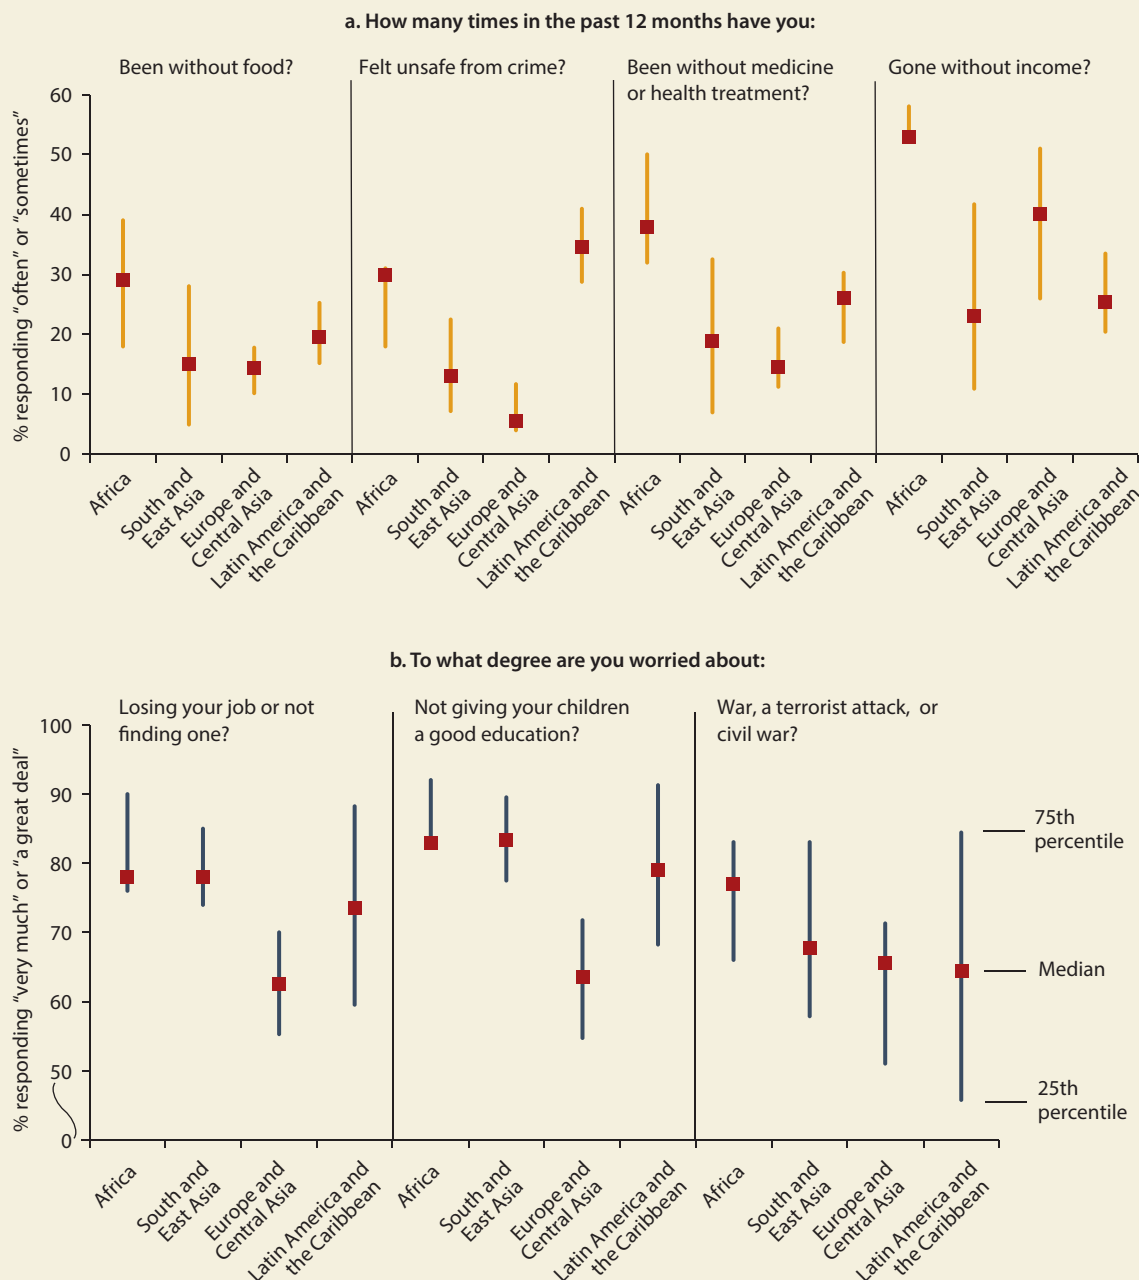 a. How many times in the past 12 months have you:
Been without food?
Felt unsafe from crime?
Been without medicine
or health treatment?
Gone without income?
% responding “often” or “sometimes”
60
50
40
30
20
10
0
Africa
South and
East Asia
Europe and
Central Asia
Latin America and
the Caribbean
Africa
South and
East Asia
Europe and
Central Asia
Latin America and
the Caribbean
Africa
South and
East Asia
Europe and
Central Asia
Latin America and
the Caribbean
Africa
South and
East Asia
Europe and
Central Asia
Latin America and
the Caribbean
b. To what degree are you worried about:
Losing your job or not
finding one?
Not giving your children
a good education?
War, a terrorist attack, or
civil war?
% responding “very much” or “a great deal”
100
90
80
70
60
50
0
75th
percentile
Median
25th
percentile
Africa
South and
East Asia
Europe and
Central Asia
Latin America and
the Caribbean
Africa
South and
East Asia
Europe and
Central Asia
Latin America and
the Caribbean
Africa
South and
East Asia
Europe and
Central Asia
Latin America and
the Caribbean